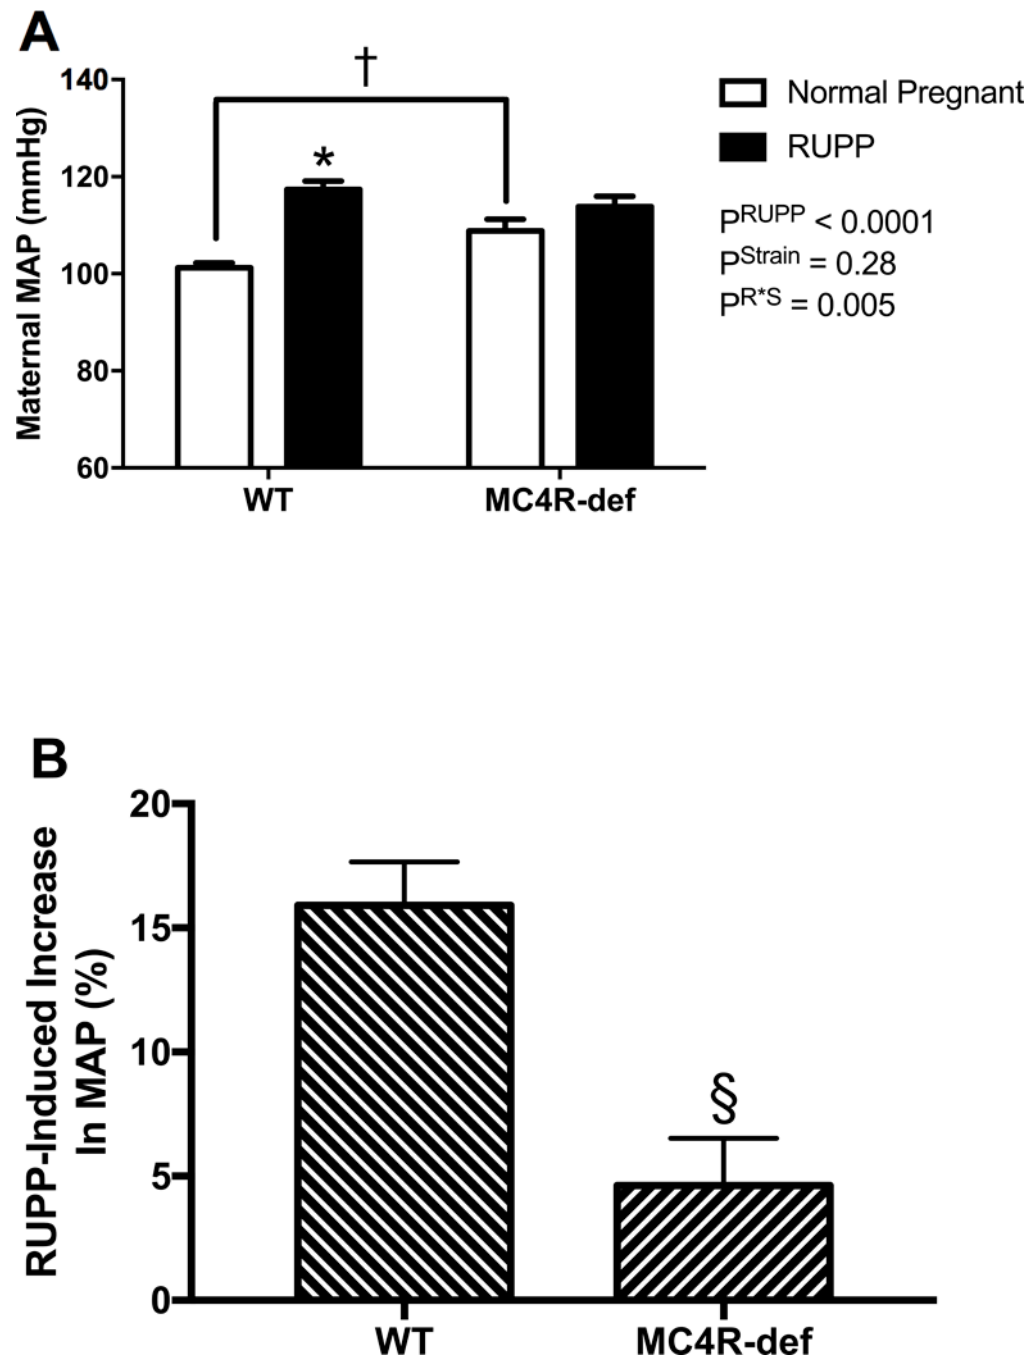 A
†
140
120
100
80
60
Maternal MAP (mmHg)
*
WT
MC4R-def
Normal Pregnant
RUPP
P^RUPP < 0.0001
P^Strain = 0.28
P^R*S = 0.005
B
20
15
10
5
0
RUPP-Induced Increase
In MAP (%)
§
WT
MC4R-def